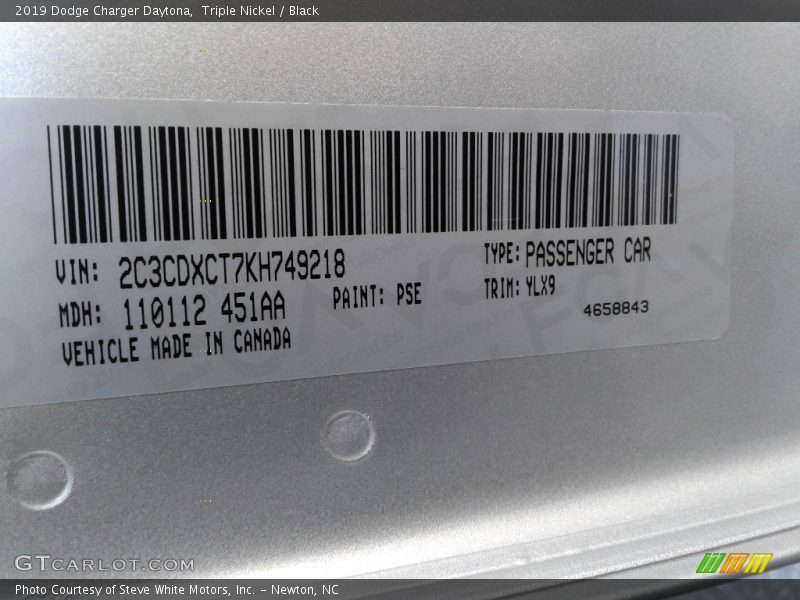 2019 Dodge Charger Daytona, Triple Nickel / Black
VIN: 2C3CDXCT7KH749218
TYPE: PASSENGER CAR
MDH: 110112 451AA
PAINT: PSE
TRIM: YLX9
4658843
VEHICLE MADE IN CANADA
GTCARLOT.COM
Photo Courtesy of Steve White Motors, Inc. – Newton, NC